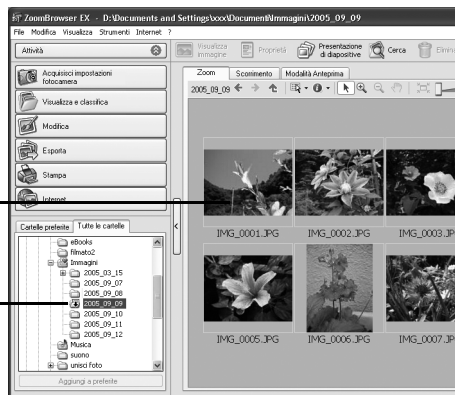 ZoomBrowser EX - D:\Documents and Settings\xxx\Document\Immagini\2005_09_09
File Modifica Visualizza Strumenti Internet ?
Attività
Acquisisci impostazioni
fotocamera
Visualizza e classifica
Modifica
Esporta
Stampa
Internet
Cartelle preferite Tutte le cartelle
eBooks
filmato2
Immagini
2005_03_15
2005_09_07
2005_09_08
2005_09_09
2005_09_10
2005_09_11
2005_09_12
Musica
suono
unisci Foto
Aggiungi a preferite
Visualizza
immagine
Proprietà
Presentazione
di diapositive
Cerca
Zoom Scorrimento Modalità Anteprima
2005_09_09
IMG_0001.JPG IMG_0002.JPG IMG_0003.JP
IMG_0005.JPG IMG_0006.JPG IMG_0007.JP